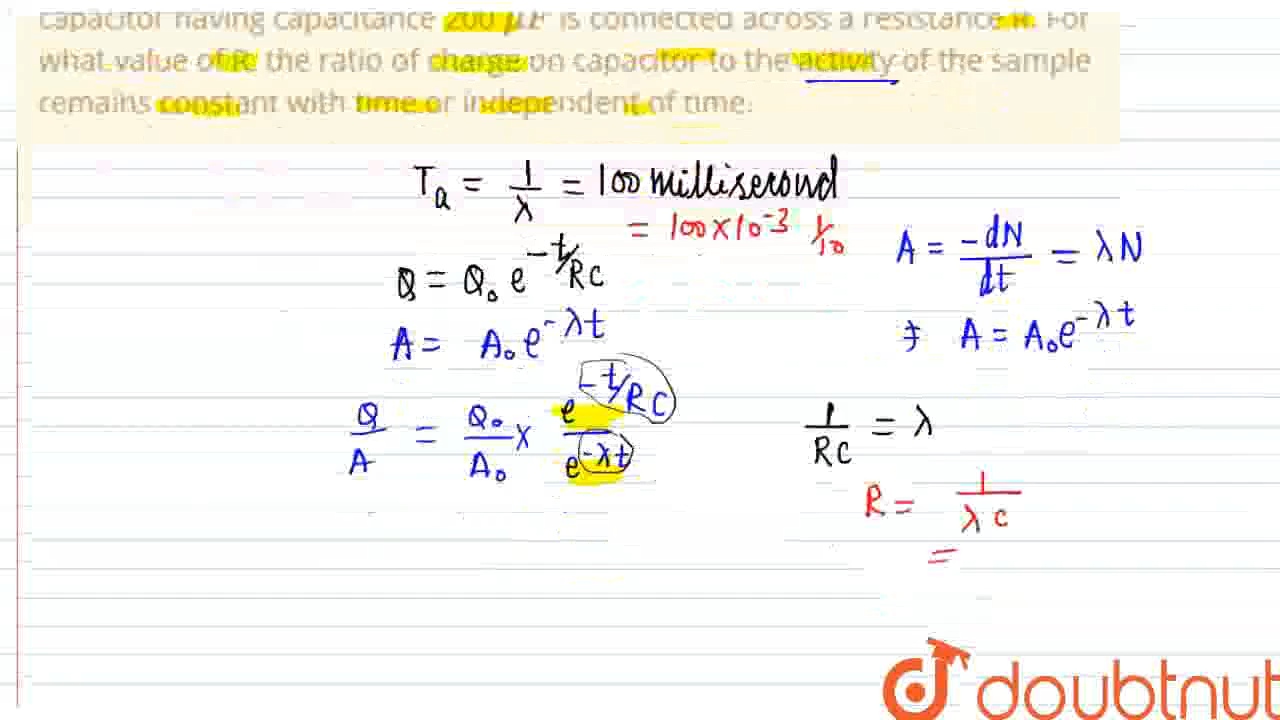 capacitor having capacitance 200 μF is connected across a resistance R. For
what value of R the ratio of charge on capacitor to the activity of the sample
remains constant with time or independent of time.
T_a = 1/λ = 100 millisecond
= 100×10^-3 1/10
Q = Q₀ e^-t/RC
A = A₀ e^-λt
Q/A = Q₀/A₀ × e^-t/RC / e^-λt
A = -dN/dt = λN
⇒ A = A₀e^-λt
1/RC = λ
R = 1/λC
=
doubtnut